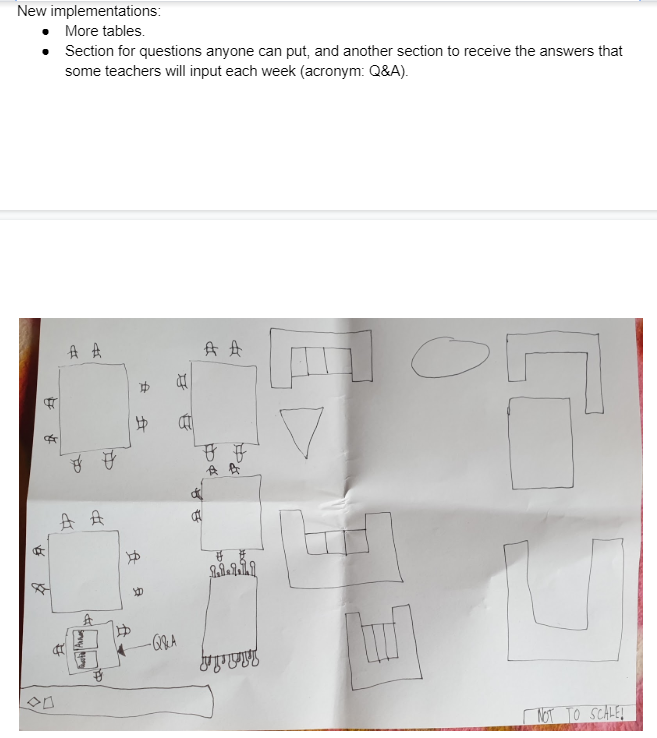 New implementations:
● More tables.
● Section for questions anyone can put, and another section to receive the answers that
some teachers will input each week (acronym: Q&A).
Q&A
NOT TO SCALE!